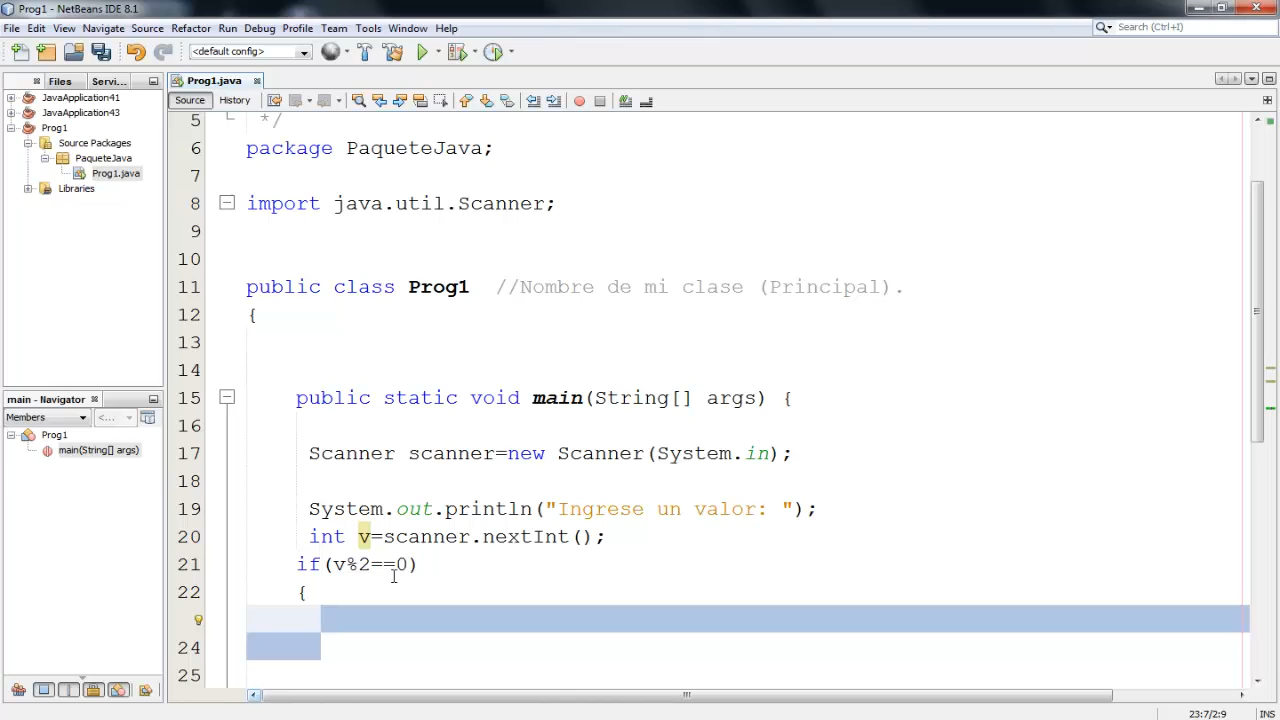 Prog1 - NetBeans IDE 8.1
File Edit View Navigate Source Refactor Run Debug Profile Team Tools Window Help
Search (Ctrl+I)
<default config>
Files Servi...
Prog1.java
JavaApplication41
JavaApplication43
Prog1
Source Packages
PaqueteJava
Prog1.java
Libraries
Source History
5 */
6 package PaqueteJava;
7
8 import java.util.Scanner;
9
10
11 public class Prog1 //Nombre de mi clase (Principal).
12 {
13
14
15 public static void main(String[] args) {
16
17 Scanner scanner=new Scanner(System.in);
18
19 System.out.println("Ingrese un valor: ");
20 int v=scanner.nextInt();
21 if(v%2==0)
22 {
24
25
main - Navigator
Members <...
Prog1
main(String[] args)
23:7/2:9 INS